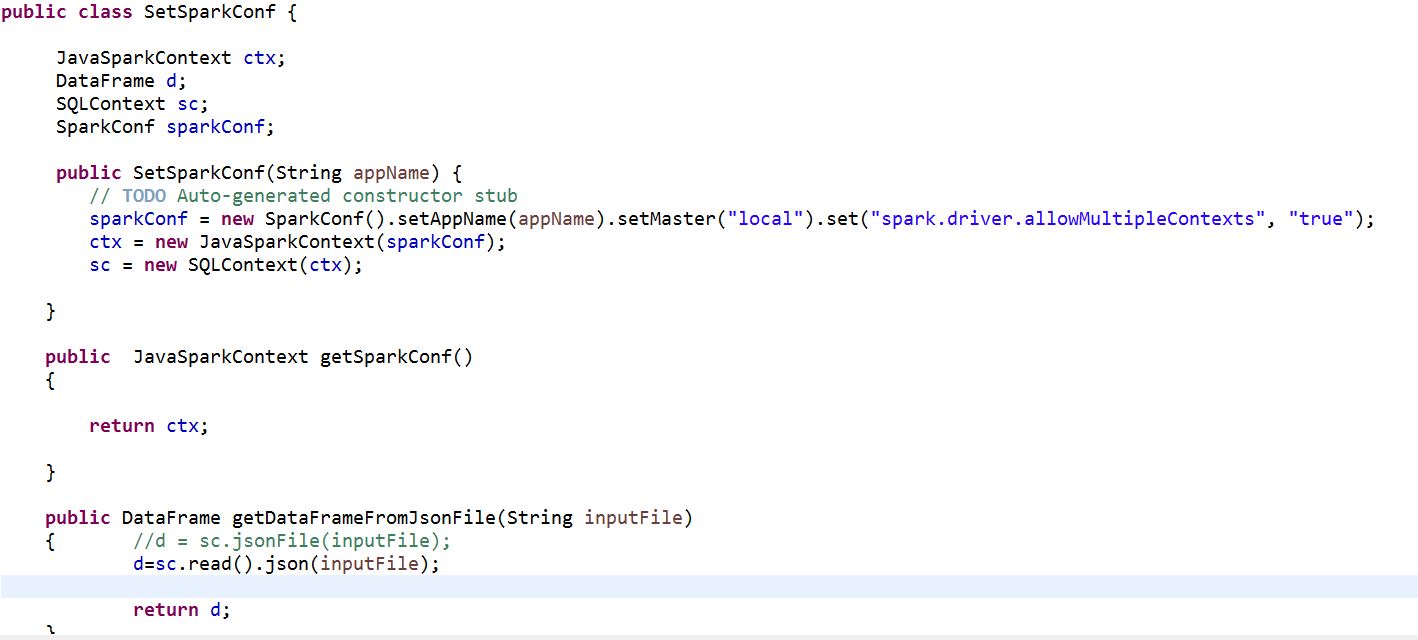 public class SetSparkConf {
JavaSparkContext ctx;
DataFrame d;
SQLContext sc;
SparkConf sparkConf;
public SetSparkConf(String appName) {
// TODO Auto-generated constructor stub
sparkConf = new SparkConf().setAppName(appName).setMaster("local").set("spark.driver.allowMultipleContexts", "true");
ctx = new JavaSparkContext(sparkConf);
sc = new SQLContext(ctx);
}
public  JavaSparkContext getSparkConf()
{
return ctx;
}
public DataFrame getDataFrameFromJsonFile(String inputFile)
{       //d = sc.jsonFile(inputFile);
d=sc.read().json(inputFile);
return d;
}